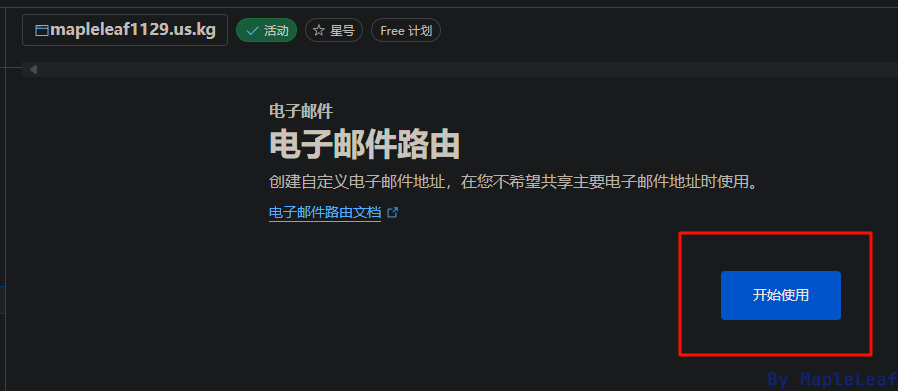 mapleleaf1129.us.kg 活动 星号 Free 计划
电子邮件
电子邮件路由
创建自定义电子邮件地址，在您不希望共享主要电子邮件地址时使用。
电子邮件路由文档
开始使用
By MapleLeaf